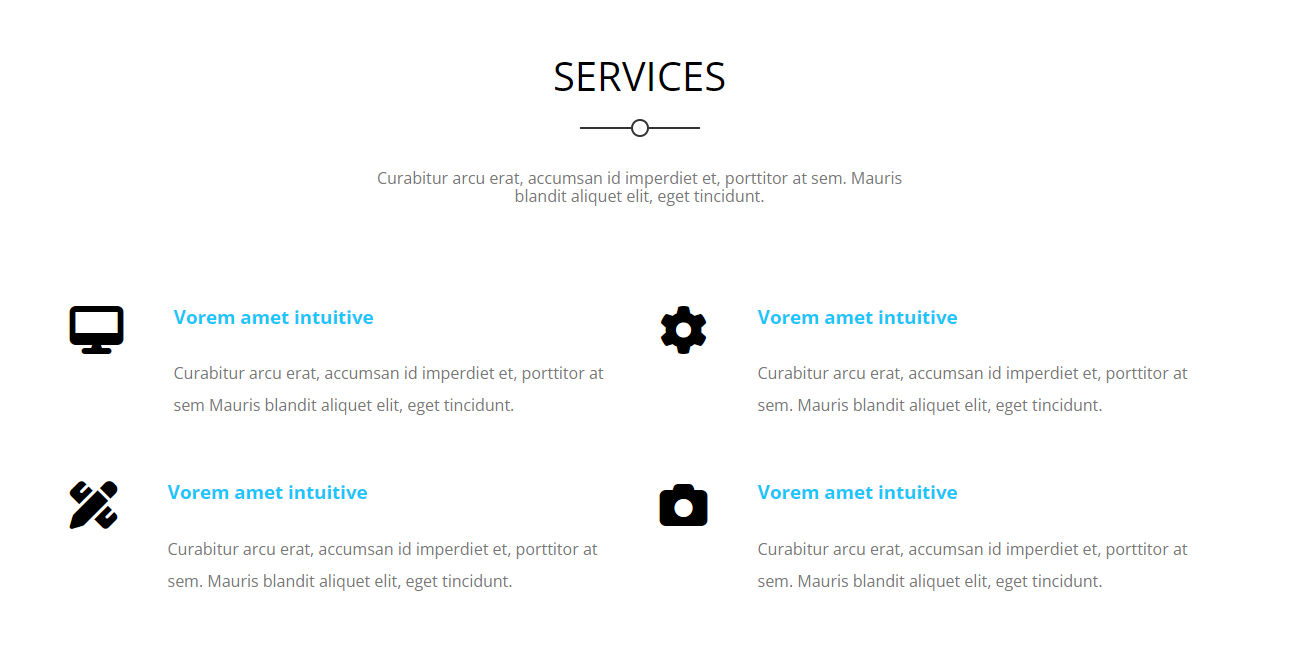 SERVICES
Curabitur arcu erat, accumsan id imperdiet et, porttitor at sem. Mauris
blandit aliquet elit, eget tincidunt.
Vorem amet intuitive
Curabitur arcu erat, accumsan id imperdiet et, porttitor at
sem Mauris blandit aliquet elit, eget tincidunt.
Vorem amet intuitive
Curabitur arcu erat, accumsan id imperdiet et, porttitor at
sem. Mauris blandit aliquet elit, eget tincidunt.
Vorem amet intuitive
Curabitur arcu erat, accumsan id imperdiet et, porttitor at
sem. Mauris blandit aliquet elit, eget tincidunt.
Vorem amet intuitive
Curabitur arcu erat, accumsan id imperdiet et, porttitor at
sem. Mauris blandit aliquet elit, eget tincidunt.